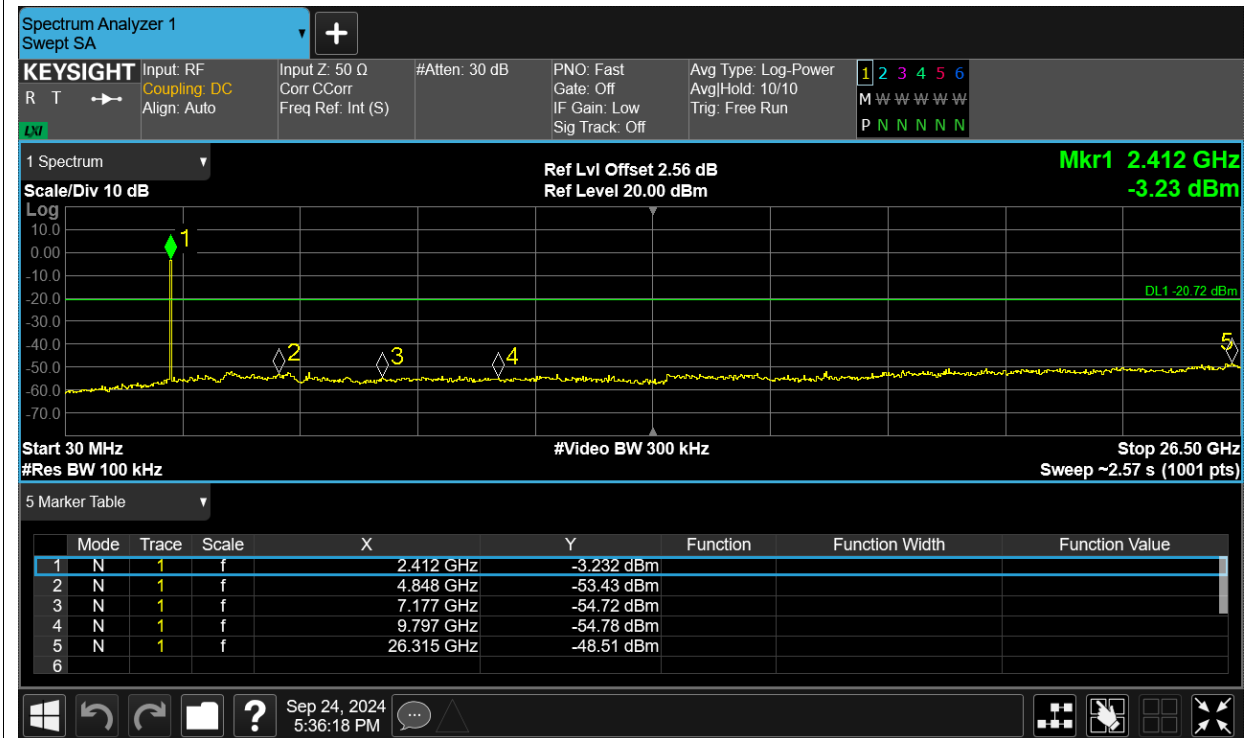 Spectrum Analyzer 1
Swept SA
KEYSIGHT Input: RF Input Z: 50 Ω #Atten: 30 dB PNO: Fast Avg Type: Log-Power 1 2 3 4 5 6
R T Coupling: DC Corr CCorr Gate: Off Avg|Hold: 10/10 M W W W W W
Align: Auto Freq Ref: Int (S) IF Gain: Low Trig: Free Run
LXI Sig Track: Off P N N N N N
1 Spectrum Ref Lvl Offset 2.56 dB Mkr1 2.412 GHz
Scale/Div 10 dB Ref Level 20.00 dBm -3.23 dBm
Log
10.0
1
0.00
-10.0
-20.0
DL1 -20.72 dBm
-30.0
-40.0
2 3 4 5
-50.0
-60.0
-70.0
Start 30 MHz #Video BW 300 kHz Stop 26.50 GHz
#Res BW 100 kHz Sweep ~2.57 s (1001 pts)
5 Marker Table
Mode Trace Scale X Y Function Function Width Function Value
1 N 1 f 2.412 GHz -3.232 dBm
2 N 1 f 4.848 GHz -53.43 dBm
3 N 1 f 7.177 GHz -54.72 dBm
4 N 1 f 9.797 GHz -54.78 dBm
5 N 1 f 26.315 GHz -48.51 dBm
6
? Sep 24, 2024
5:36:18 PM